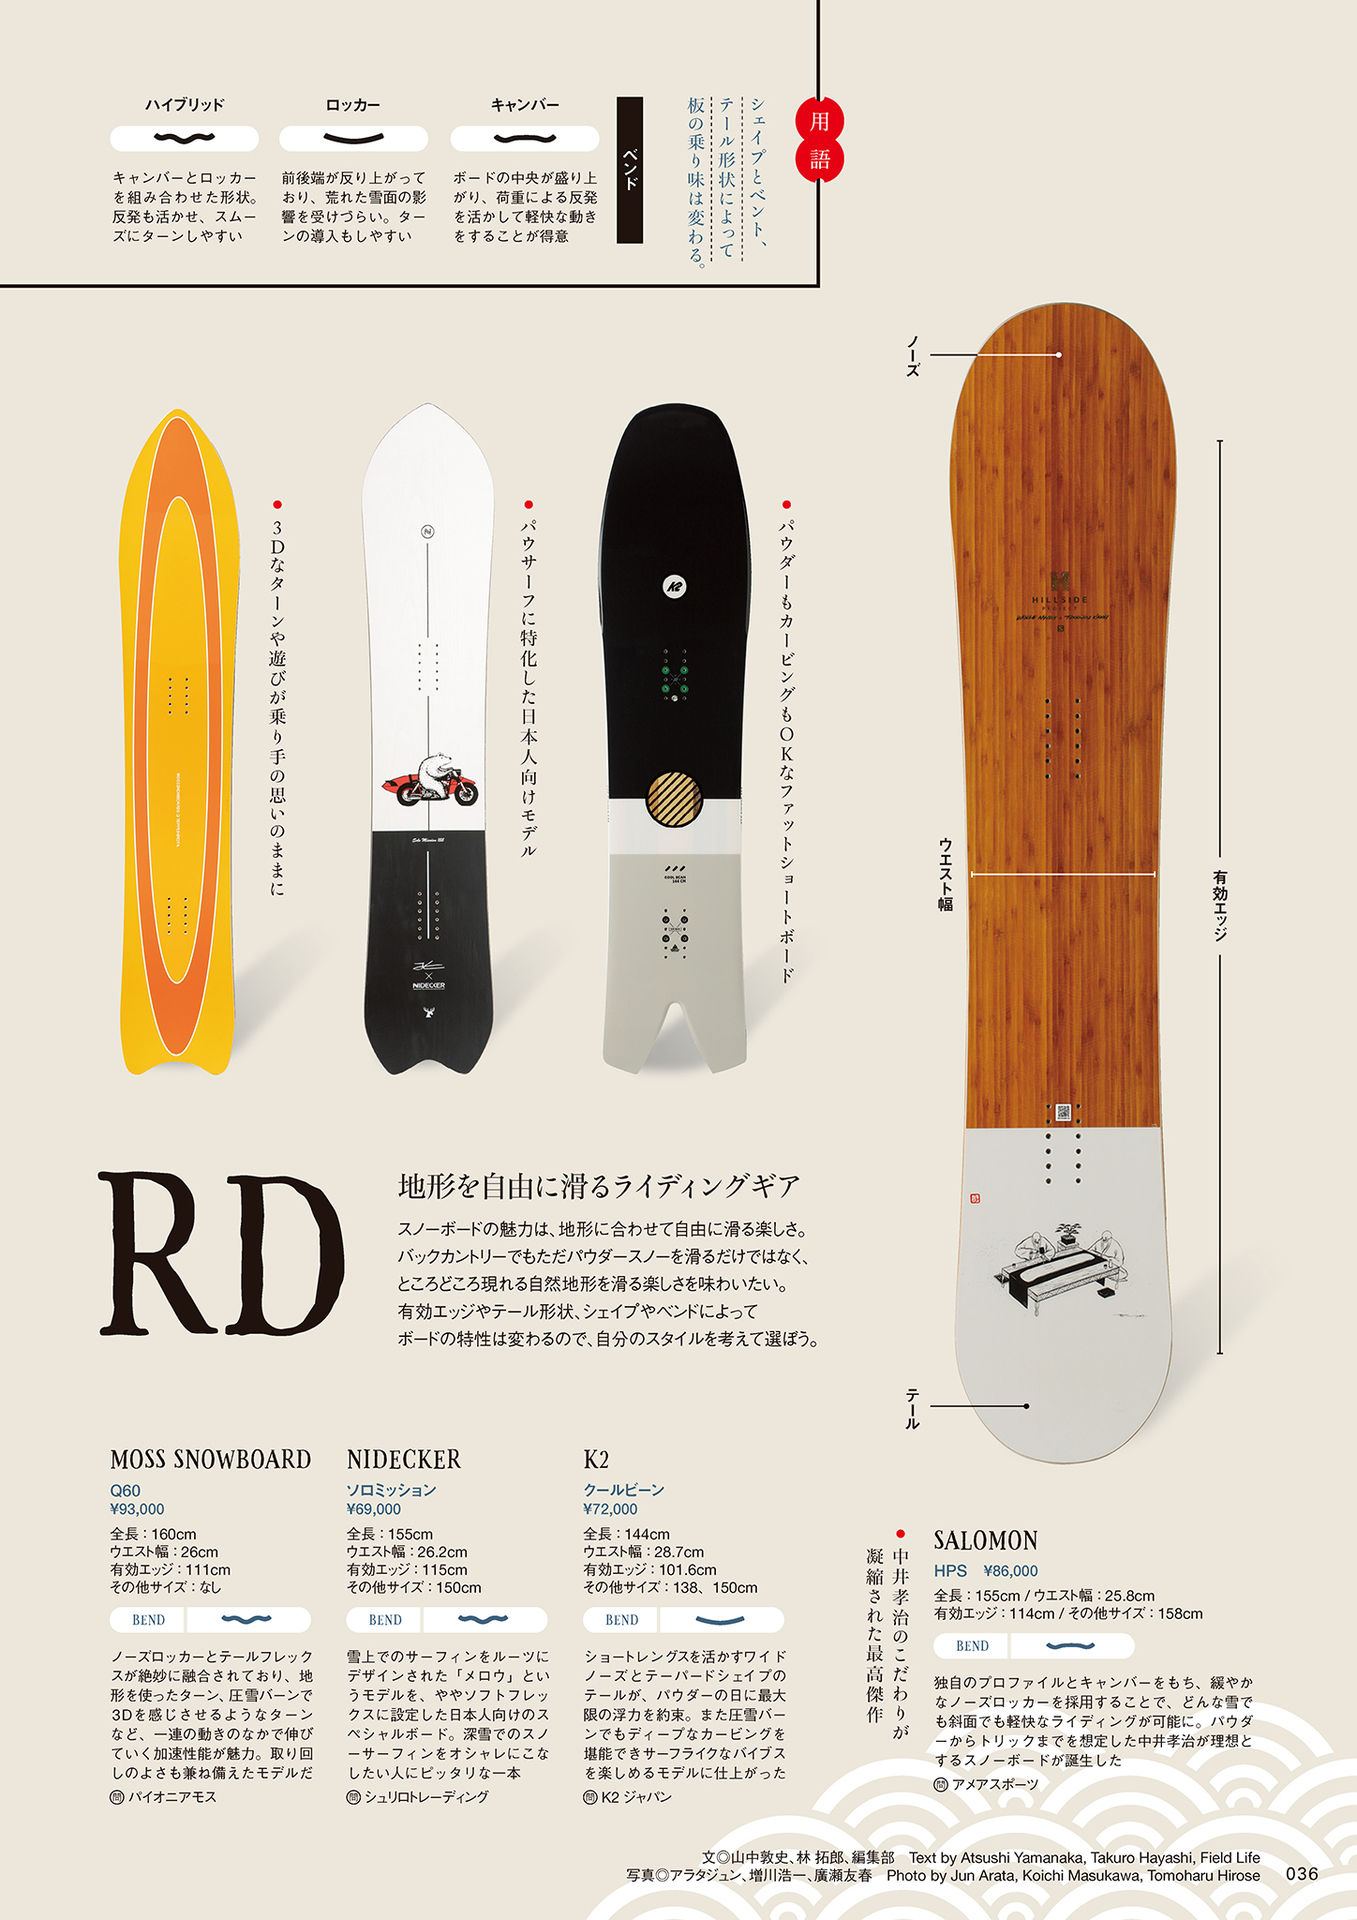 用語
シェイプとベント、
テール形状によって
板の乗り味は変わる。
ベンド
キャンバー
ボードの中央が盛り上
がり、荷重による反発
を活かして軽快な動き
をすることが得意
ロッカー
前後端が反り上がって
おり、荒れた雪面の影
響を受けづらい。ター
ンの導入もしやすい
ハイブリッド
キャンバーとロッカー
を組み合わせた形状。
反発も活かせ、スムー
ズにターンしやすい
ノーズ
HILLSIDE
PROJECT
ウエスト幅
有効エッジ
テール
パウダーもカービングもOKなファットショートボード
K2
COOL BEAN
144 CM
パウサーフに特化した日本人向けモデル
N
Solo Mission 155
×
NIDECKER
3Dなターンや遊びが乗り手の思いのままに
RD
地形を自由に滑るライディングギア
スノーボードの魅力は、地形に合わせて自由に滑る楽しさ。
バックカントリーでもただパウダースノーを滑るだけではなく、
ところどころ現れる自然地形を滑る楽しさを味わいたい。
有効エッジやテール形状、シェイプやベンドによって
ボードの特性は変わるので、自分のスタイルを考えて選ぼう。
MOSS SNOWBOARD
Q60
¥93,000
全長：160cm
ウエスト幅：26cm
有効エッジ：111cm
その他サイズ：なし
BEND
ノーズロッカーとテールフレック
スが絶妙に融合されており、地
形を使ったターン、圧雪バーンで
3Dを感じさせるようなターン
など、一連の動きのなかで伸び
ていく加速性能が魅力。取り回
しのよさも兼ね備えたモデルだ
問 パイオニアモス
NIDECKER
ソロミッション
¥69,000
全長：155cm
ウエスト幅：26.2cm
有効エッジ：115cm
その他サイズ：150cm
BEND
雪上でのサーフィンをルーツに
デザインされた「メロウ」とい
うモデルを、ややソフトフレッ
クスに設定した日本人向けのス
ペシャルボード。深雪でのスノ
ーサーフィンをオシャレにこな
したい人にピッタリな一本
問 シュリロトレーディング
K2
クールビーン
¥72,000
全長：144cm
ウエスト幅：28.7cm
有効エッジ：101.6cm
その他サイズ：138、150cm
BEND
ショートレングスを活かすワイド
ノーズとテーパードシェイプの
テールが、パウダーの日に最大
限の浮力を約束。また圧雪バー
ンでもディープなカービングを
堪能できサーフライクなバイブス
を楽しめるモデルに仕上がった
問 K2 ジャパン
中井孝治のこだわりが
凝縮された最高傑作
SALOMON
HPS ¥86,000
全長：155cm / ウエスト幅：25.8cm
有効エッジ：114cm / その他サイズ：158cm
BEND
独自のプロファイルとキャンバーをもち、緩やか
なノーズロッカーを採用することで、どんな雪で
も斜面でも軽快なライディングが可能に。パウダ
ーからトリックまでを想定した中井孝治が理想と
するスノーボードが誕生した
問 アメアスポーツ
文◎山中敦史、林 拓郎、編集部 Text by Atsushi Yamanaka, Takuro Hayashi, Field Life
写真◎アラタジュン、増川浩一、廣瀬友春 Photo by Jun Arata, Koichi Masukawa, Tomoharu Hirose
036